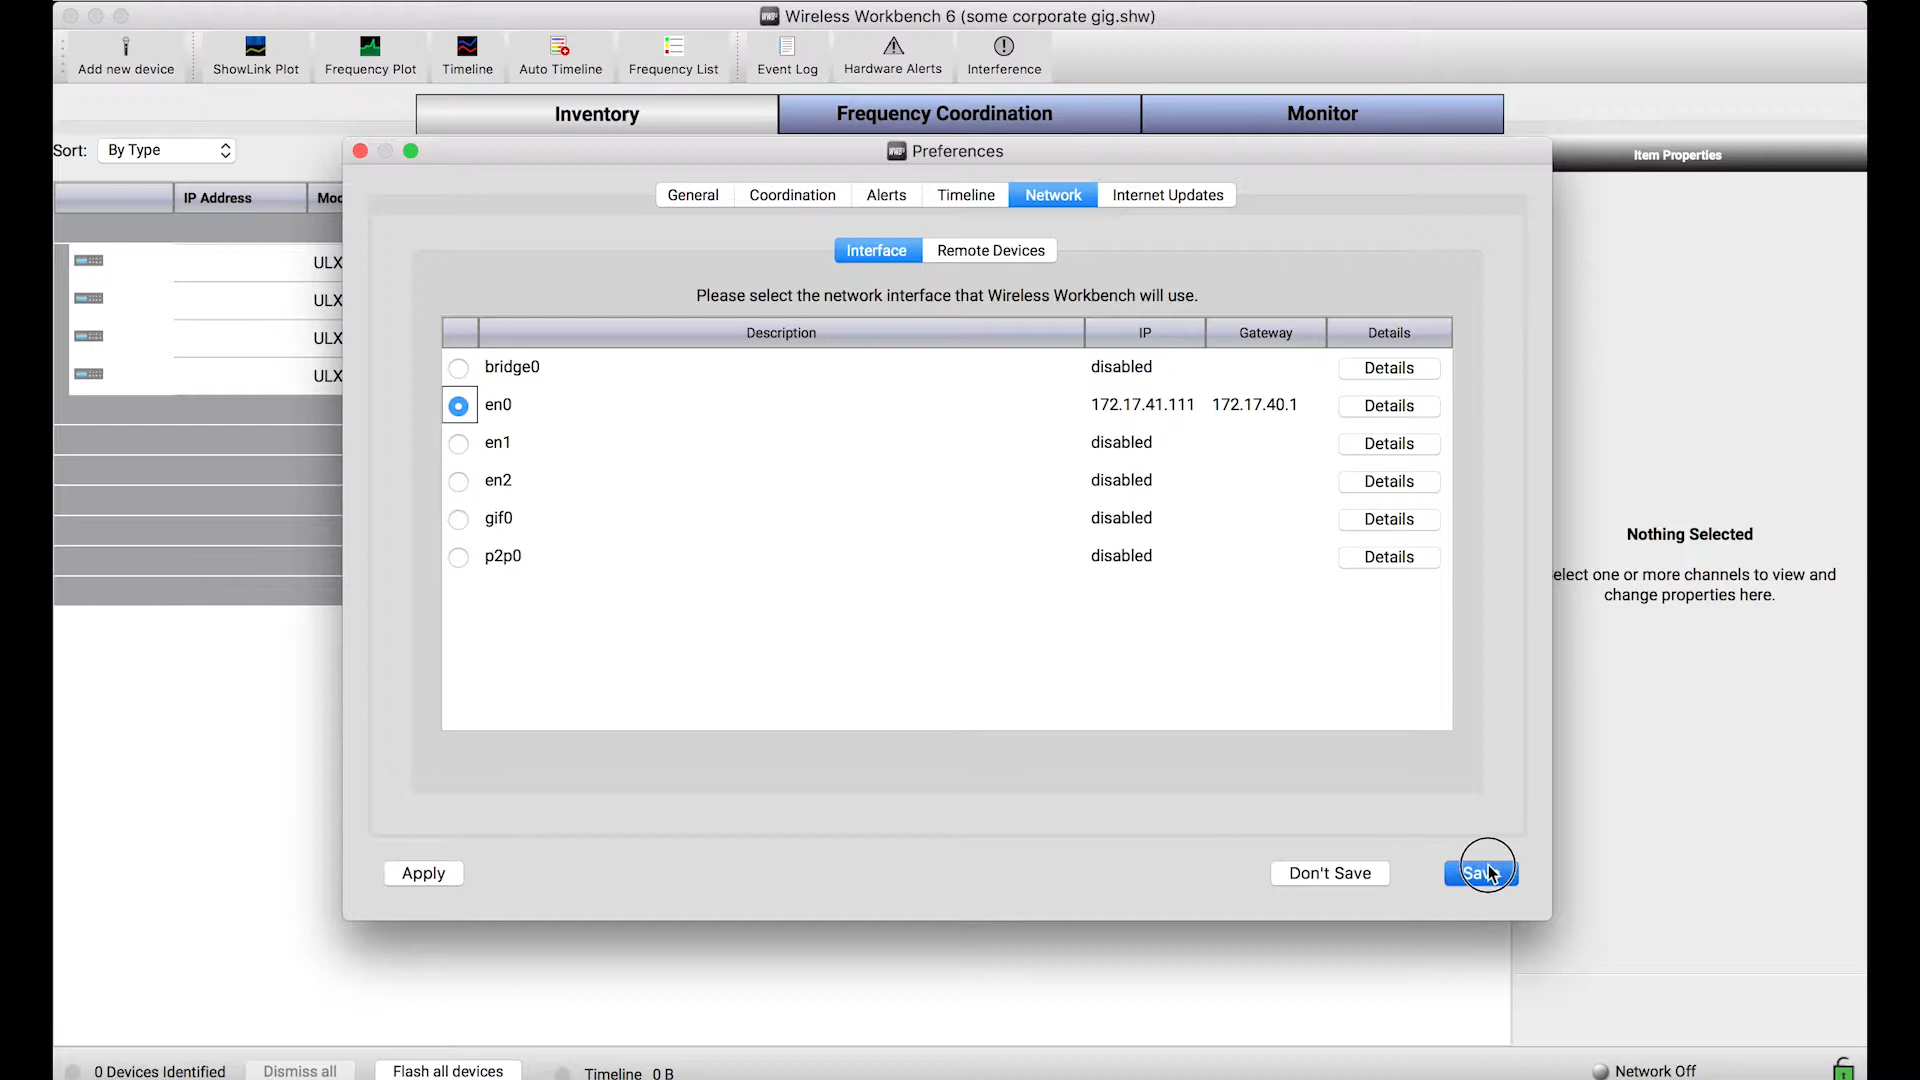 Wireless Workbench 6 (some corporate gig.shw)
Add new device
ShowLink Plot
Frequency Plot
Timeline
Auto Timeline
Frequency List
Event Log
Hardware Alerts
Interference
Inventory
Frequency Coordination
Monitor
Sort: By Type
Preferences
Item Properties
General
Coordination
Alerts
Timeline
Network
Internet Updates
IP Address
Interface
Remote Devices
Please select the network interface that Wireless Workbench will use.
Description IP Gateway Details
bridge0 disabled Details
en0 172.17.41.111 172.17.40.1 Details
en1 disabled Details
en2 disabled Details
gif0 disabled Details
p2p0 disabled Details
ULX
ULX
ULX
ULX
Nothing Selected
elect one or more channels to view and
change properties here.
Apply
Don't Save
0 Devices Identified
Dismiss all
Flash all devices
Timeline 0 B
Network Off